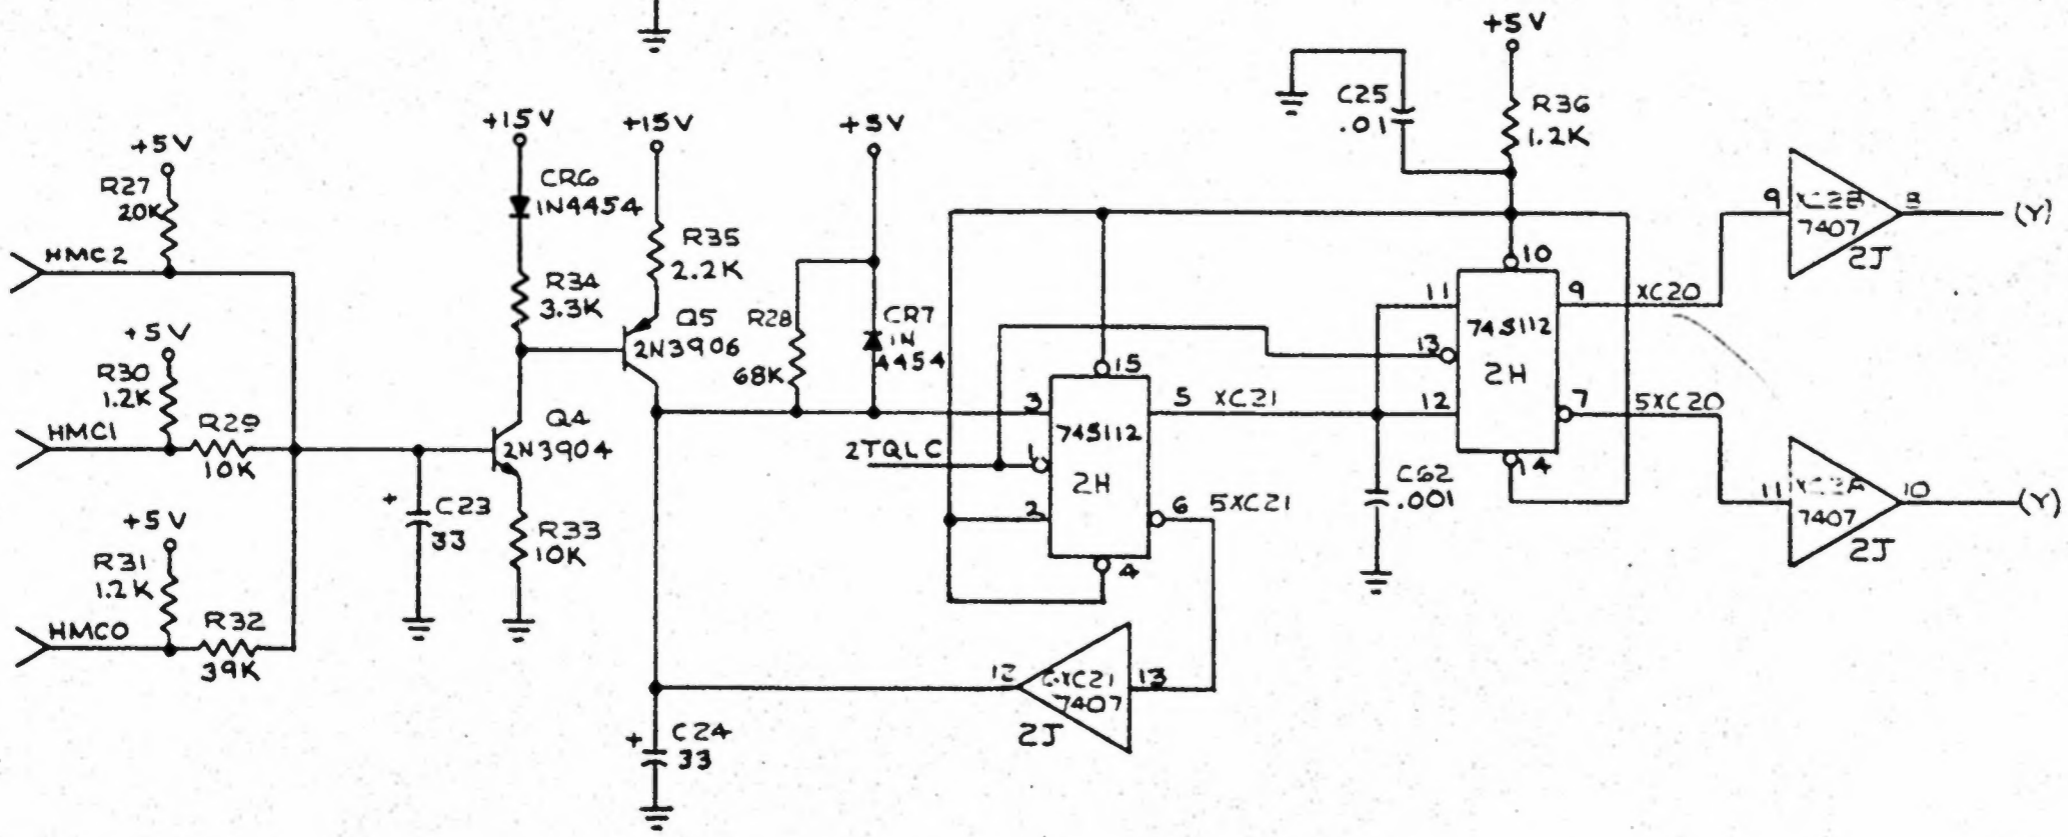 +5V
R27
20K
HMC2
+5V
R30
1.2K
HMC1
R29
10K
+5V
R31
1.2K
HMC0
R32
39K
+
C23
33
+15V
CR6
1N4454
R34
3.3K
Q4
2N3904
R33
10K
+15V
R35
2.2K
Q5
2N3906
+5V
R28
68K
CR7
1N
4454
+
C24
33
2TQLC
3
1
2
15
74S112
2H
4
5
XC21
6
5XC21
12
7407
13
2J
C25
.01
+5V
R36
1.2K
10
11
13
12
74S112
2H
14
9
XC20
7
5XC20
C62
.001
9
7407
8
2J
(Y)
11
7407
10
2J
(Y)